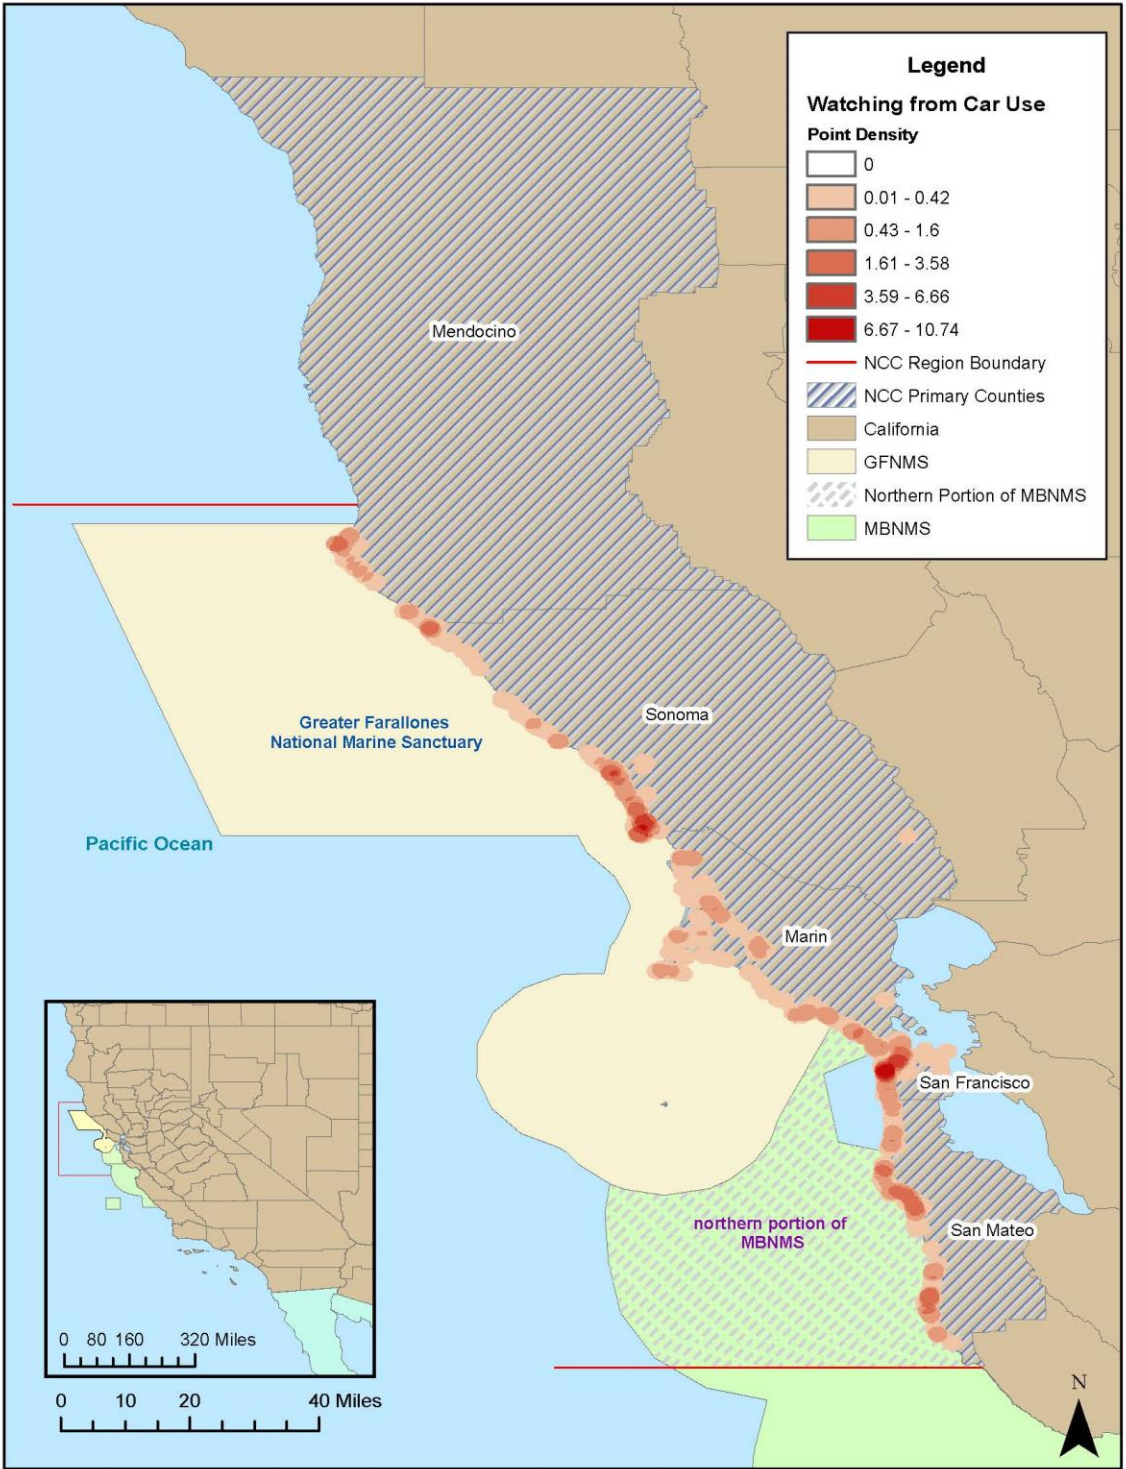 Legend
Watching from Car Use
Point Density
0
0.01 - 0.42
0.43 - 1.6
1.61 - 3.58
3.59 - 6.66
6.67 - 10.74
NCC Region Boundary
NCC Primary Counties
California
GFNMS
Northern Portion of MBNMS
MBNMS
Mendocino
Sonoma
Greater Farallones
National Marine Sanctuary
Pacific Ocean
Marin
San Francisco
northern portion of
MBNMS
San Mateo
0 80 160 320 Miles
0 10 20 40 Miles
N